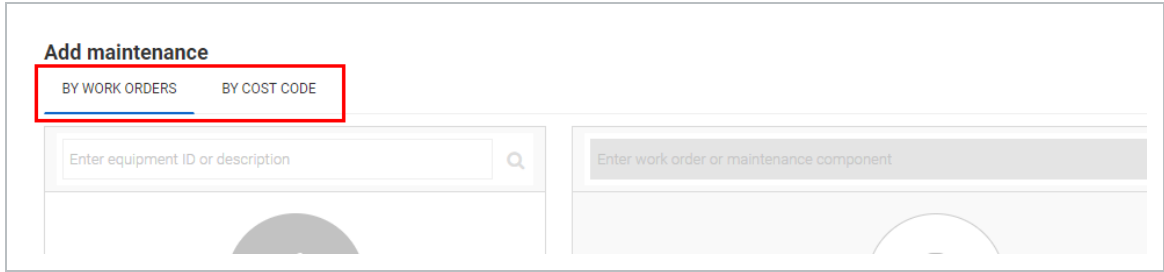 Add maintenance
BY WORK ORDERS BY COST CODE
Enter equipment ID or description
Enter work order or maintenance component